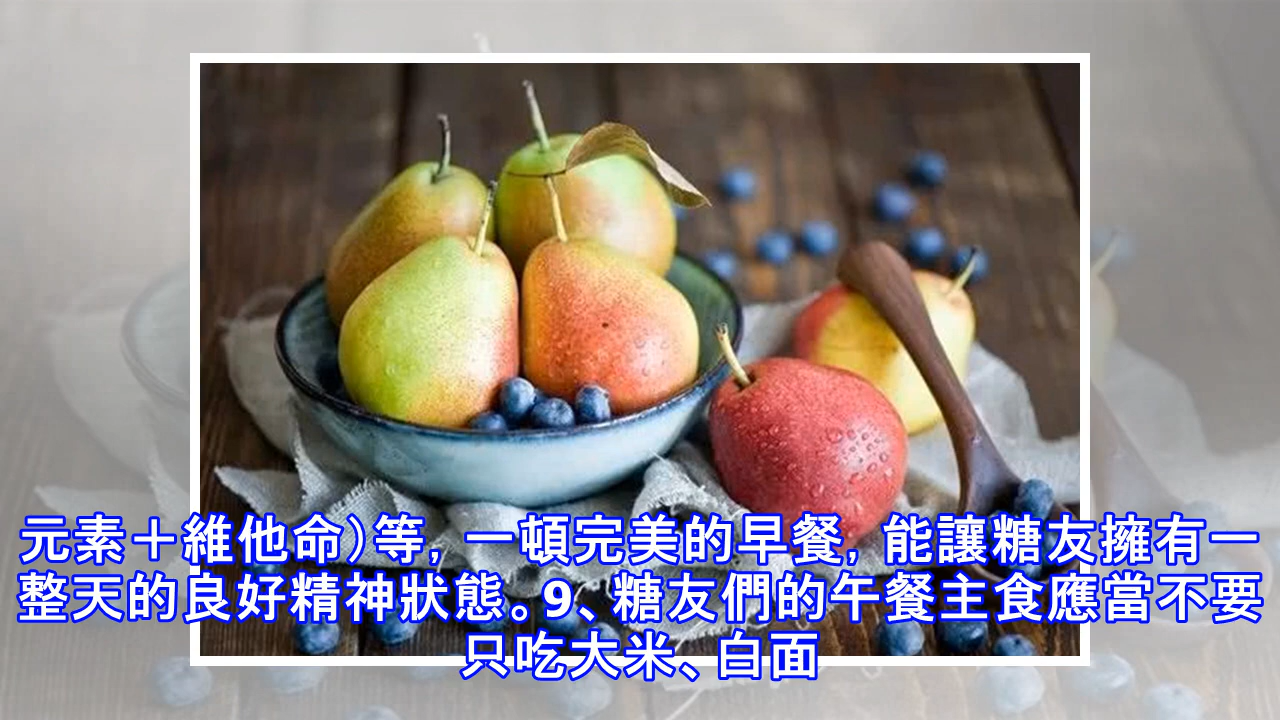 元素＋維他命)等, 一頓完美的早餐, 能讓糖友擁有一
整天的良好精神狀態。9、糖友們的午餐主食應當不要
只吃大米、白面